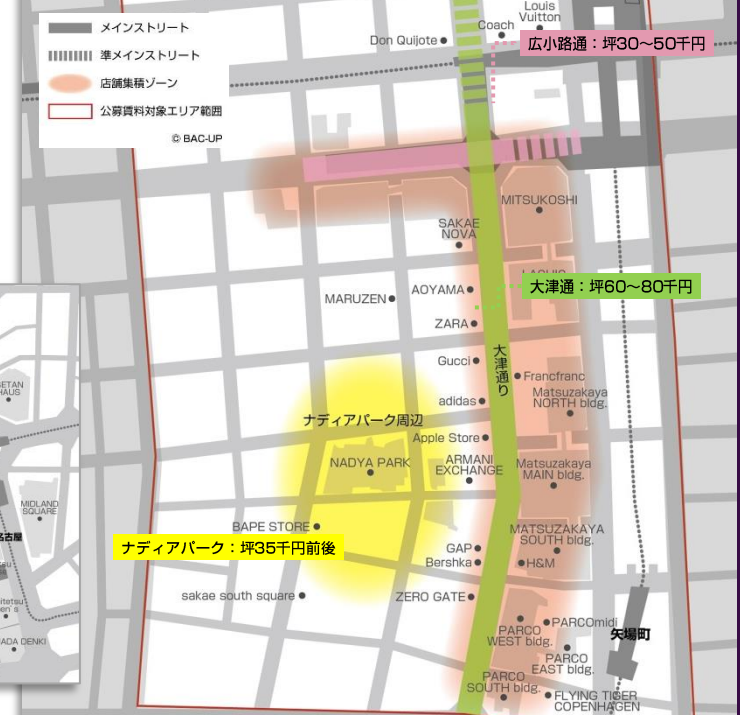 メインストリート
準メインストリート
店舗集積ゾーン
公募賃料対象エリア範囲
© BAC-UP
Louis
Vuitton
Coach
Don Quijote
広小路通：坪30～50千円
MITSUKOSHI
SAKAE
NOVA
大津通：坪60～80千円
AOYAMA
MARUZEN
ZARA
大津通り
Gucci
Francfranc
adidas
Matsuzakaya
NORTH bldg.
ナディアパーク周辺
Apple Store
NADYA PARK
ARMANI
EXCHANGE
Matsuzakaya
MAIN bldg.
BAPE STORE
MATSUZAKAYA
SOUTH bldg.
ナディアパーク：坪35千円前後
GAP
Bershka
H&M
sakae south square
ZERO GATE
PARCOmidi
PARCO
WEST bldg.
矢場町
PARCO
EAST bldg.
PARCO
SOUTH bldg.
FLYING TIGER
COPENHAGEN
MIDLAND
SQUARE
名古屋